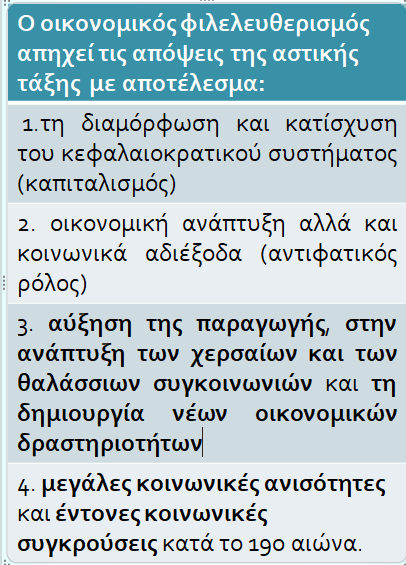 Ο οικονομικός φιλελευθερισμός
απηχεί τις απόψεις της αστικής
τάξης με αποτέλεσμα:
1.τη διαμόρφωση και κατίσχυση
του κεφαλαιοκρατικού συστήματος
(καπιταλισμός)
2. οικονομική ανάπτυξη αλλά και
κοινωνικά αδιέξοδα (αντιφατικός
ρόλος)
3. αύξηση της παραγωγής, στην
ανάπτυξη των χερσαίων και των
θαλάσσιων συγκοινωνιών και τη
δημιουργία νέων οικονομικών
δραστηριοτήτων
4. μεγάλες κοινωνικές ανισότητες
και έντονες κοινωνικές
συγκρούσεις κατά το 19ο αιώνα.